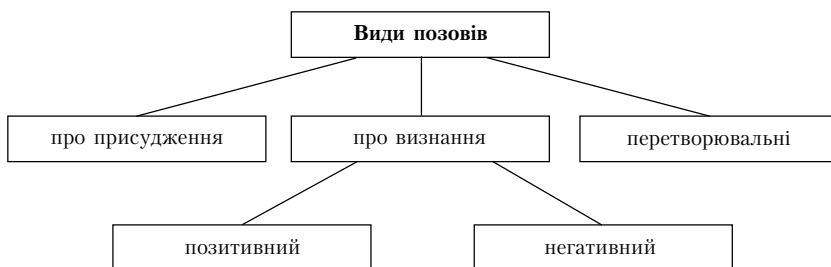 Види позовів
про присудження
про визнання
перетворювальні
позитивний
негативний